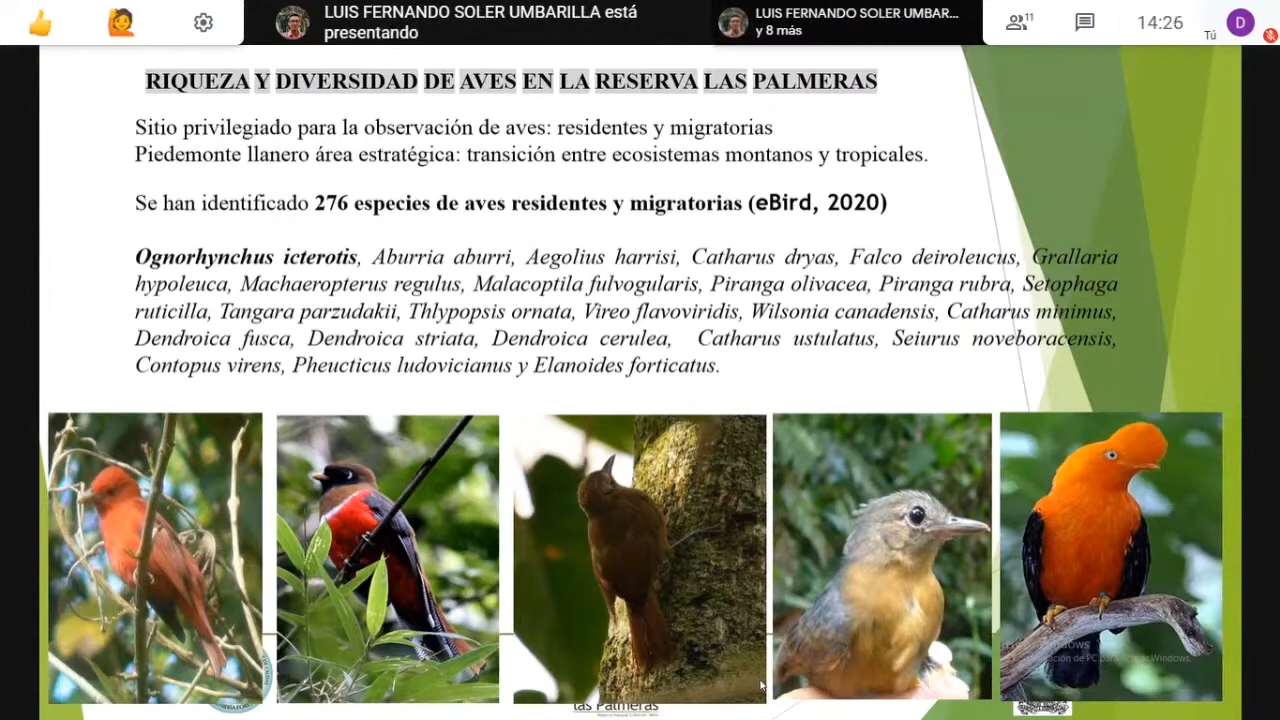 LUIS FERNANDO SOLER UMBARILLA está
presentando
LUIS FERNANDO SOLER UMBAR...
y 8 más
11
14:26
Tú
D
RIQUEZA Y DIVERSIDAD DE AVES EN LA RESERVA LAS PALMERAS
Sitio privilegiado para la observación de aves: residentes y migratorias
Piedemonte llanero área estratégica: transición entre ecosistemas montanos y tropicales.
Se han identificado 276 especies de aves residentes y migratorias (eBird, 2020)
Ognorhynchus icterotis, Aburria aburri, Aegolius harrisi, Catharus dryas, Falco deiroleucus, Grallaria
hypoleuca, Machaeropterus regulus, Malacoptila fulvogularis, Piranga olivacea, Piranga rubra, Setophaga
ruticilla, Tangara parzudakii, Thlypopsis ornata, Vireo flavoviridis, Wilsonia canadensis, Catharus minimus,
Dendroica fusca, Dendroica striata, Dendroica cerulea, Catharus ustulatus, Seiurus noveboracensis,
Contopus virens, Pheucticus ludovicianus y Elanoides forticatus.
las Palmeras